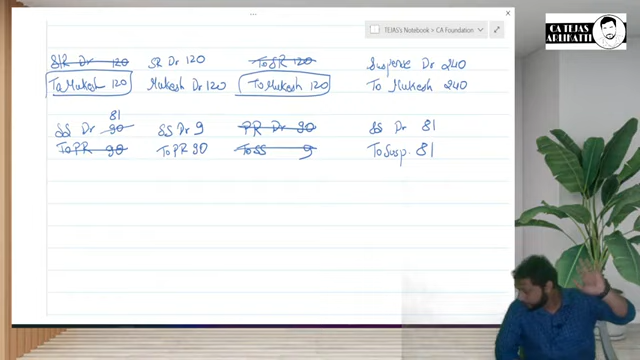 CA TEJAS
ARTIKATTI
TEJAS's Notebook > CA Foundation
SR Dr 120 SR Dr 120 To SR 120 Suspense Dr 240
To Mukesh 120 Mukesh Dr 120 To Mukesh 120 To Mukesh 240
81
SS Dr 90 SS Dr 9 PR Dr 90 SS Dr 81
To PR 90 To PR 90 To SS 9 To Susp. 81